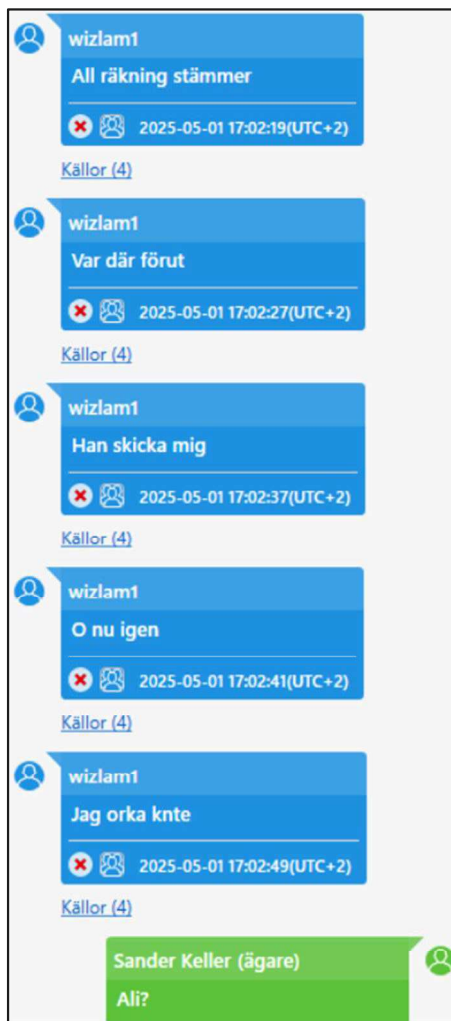 wizlam1
All räkning stämmer
2025-05-01 17:02:19(UTC+2)
Källor (4)
wizlam1
Var där förut
2025-05-01 17:02:27(UTC+2)
Källor (4)
wizlam1
Han skicka mig
2025-05-01 17:02:37(UTC+2)
Källor (4)
wizlam1
O nu igen
2025-05-01 17:02:41(UTC+2)
Källor (4)
wizlam1
Jag orka knte
2025-05-01 17:02:49(UTC+2)
Källor (4)
Sander Keller (ägare)
Ali?